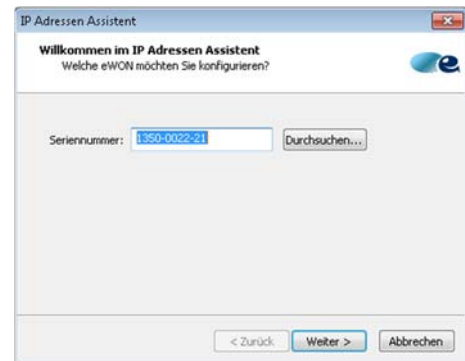 IP Adressen Assistent
Willkommen im IP Adressen Assistent
Welche eWON möchten Sie konfigurieren?
Seriennummer: 1350-0022-21 Durchsuchen...
< Zurück Weiter > Abbrechen